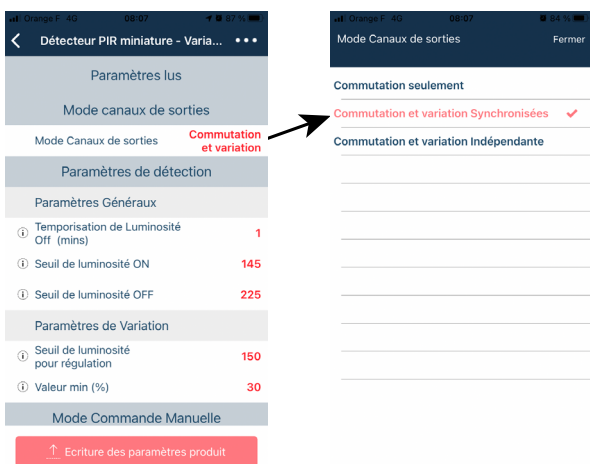 Orange F 4G 08:07 87 %
Détecteur PIR miniature - Varia...
Paramètres lus
Mode canaux de sorties
Mode Canaux de sorties
Commutation
et variation
Paramètres de détection
Paramètres Généraux
Temporisation de Luminosité
Off (mins)
1
Seuil de luminosité ON 145
Seuil de luminosité OFF 225
Paramètres de Variation
Seuil de luminosité
pour régulation
150
Valeur min (%) 30
Mode Commande Manuelle
Ecriture des paramètres produit
Orange F 4G 08:07 84 %
Mode Canaux de sorties Fermer
Commutation seulement
Commutation et variation Synchronisées
Commutation et variation Indépendante